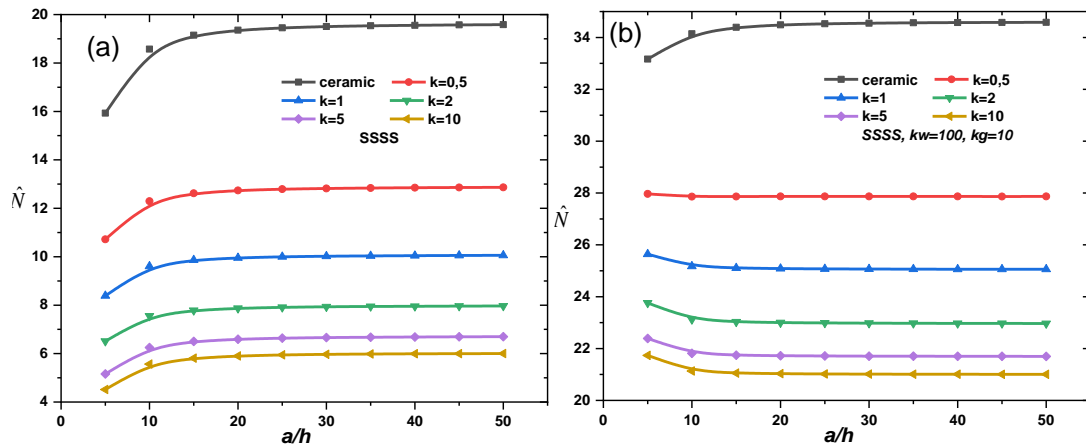 (a)
20
18
16
14
12
10
8
6
4
N̂
ceramic k=0,5
k=1 k=2
k=5 k=10
SSSS
0 10 20 30 40 50
a/h
(b)
34
32
30
28
26
24
22
20
N̂
ceramic k=0,5
k=1 k=2
k=5 k=10
SSSS, kw=100, kg=10
0 10 20 30 40 50
a/h